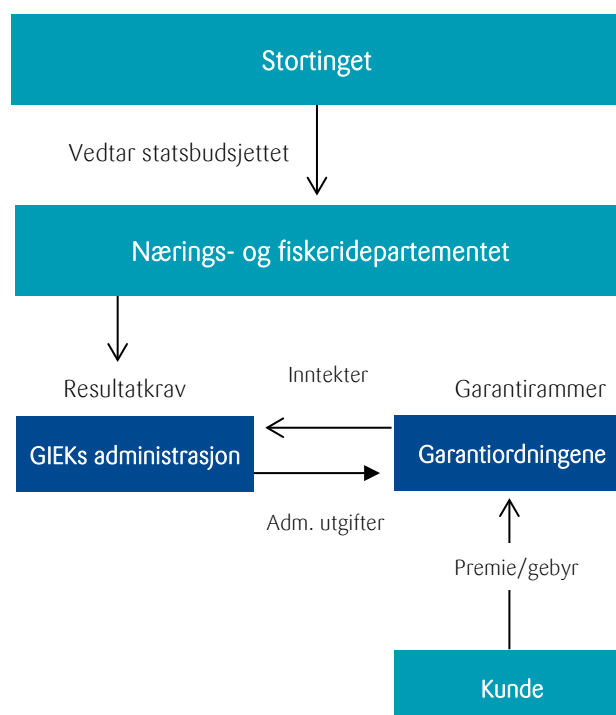 Stortinget
Vedtar statsbudsjettet
Nærings- og fiskeridepartementet
Inntekter
Resultatkrav
Garantirammer
GIEKs administrasjon
Garantiordningene
Adm. utgifter
Premie/gebyr
Kunde